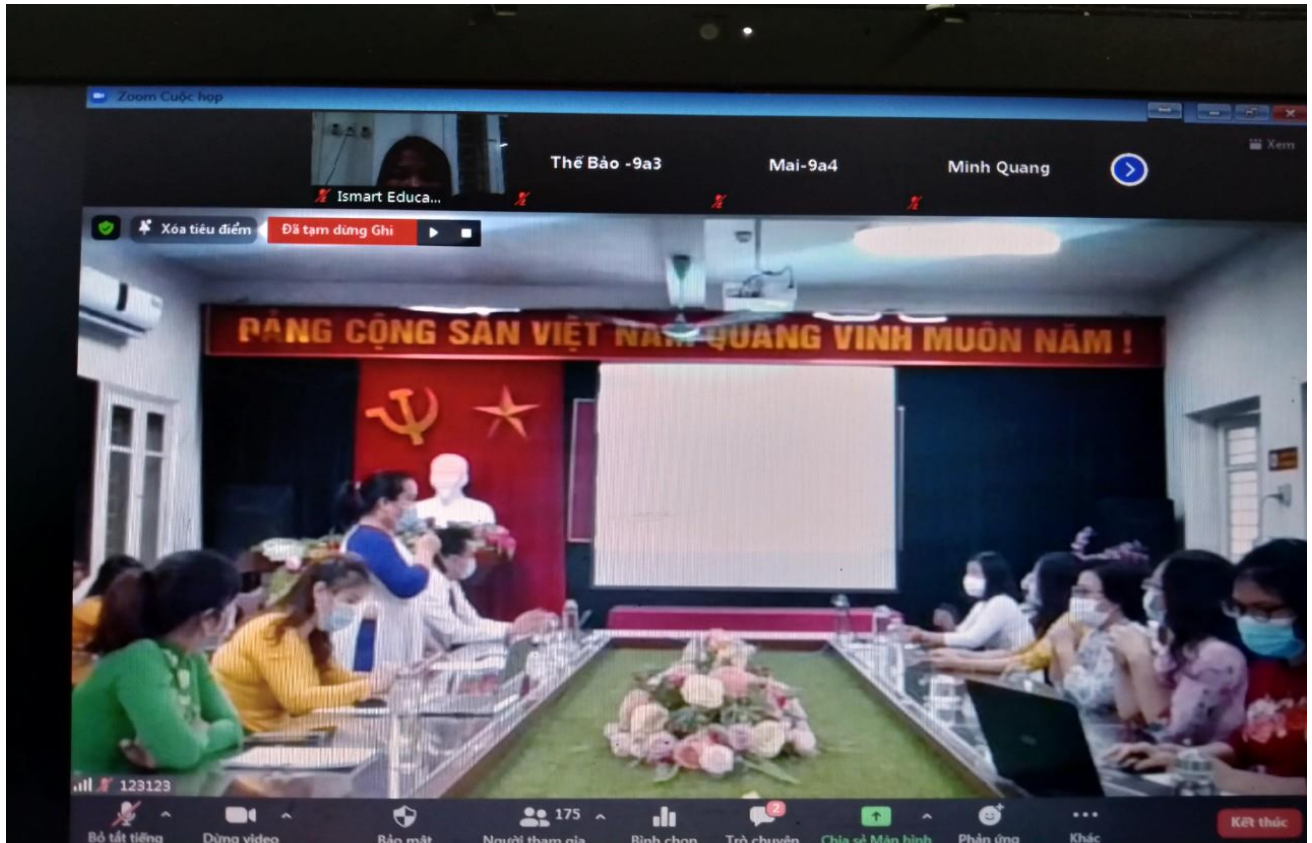 Zoom Cuộc họp
Xem
Ismart Educa...
Thế Bảo -9a3
Mai-9a4
Minh Quang
Xóa tiêu điểm
Đã tạm dừng Ghi
ĐẢNG CỘNG SẢN VIỆT NAM QUANG VINH MUÔN NĂM !
123123
Bỏ tắt tiếng
Dừng video
Bảo mật
175
Người tham gia
Bình chọn
2
Trò chuyện
Chia sẻ Màn hình
Phản ứng
Khác
Kết thúc